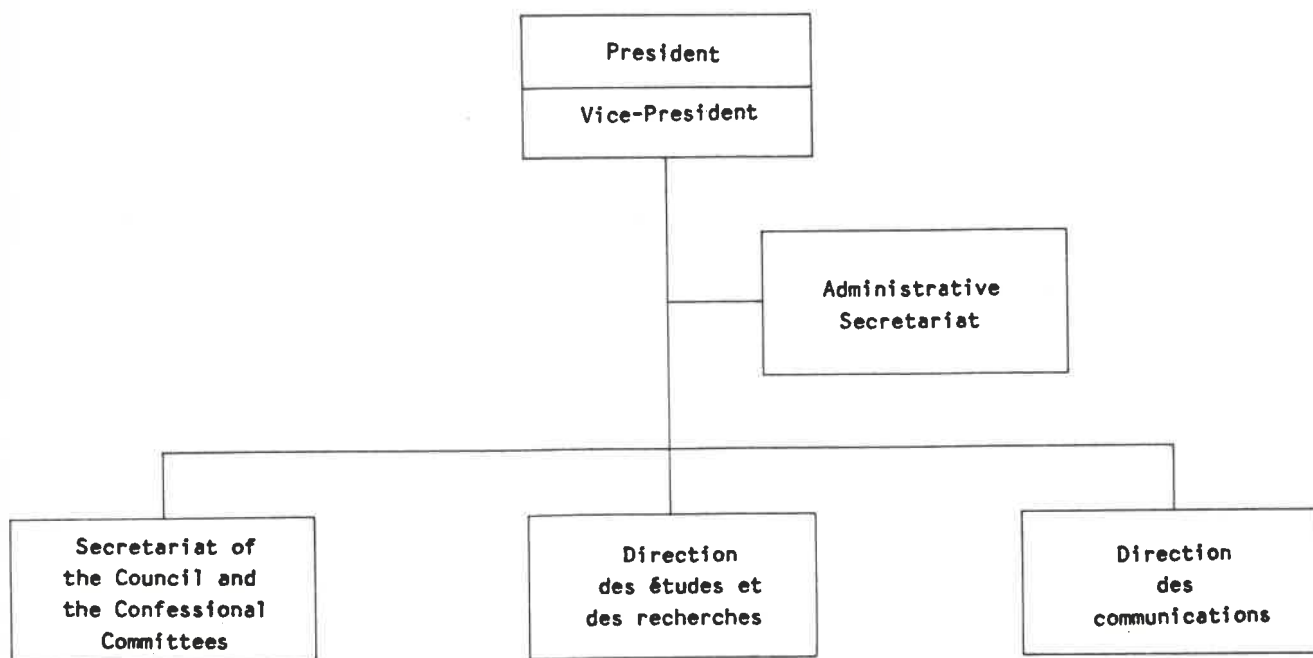 President
Vice-President
Administrative
Secretariat
Secretariat of
the Council and
the Confessional
Committees
Direction
des études et
des recherches
Direction
des
communications